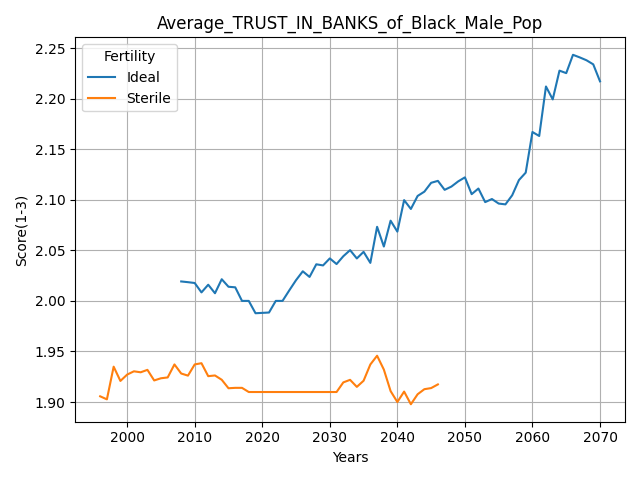 Average_TRUST_IN_BANKS_of_Black_Male_Pop
Fertility
Ideal
Sterile
Score(1-3)
2.25
2.20
2.15
2.10
2.05
2.00
1.95
1.90
2000 2010 2020 2030 2040 2050 2060 2070
Years